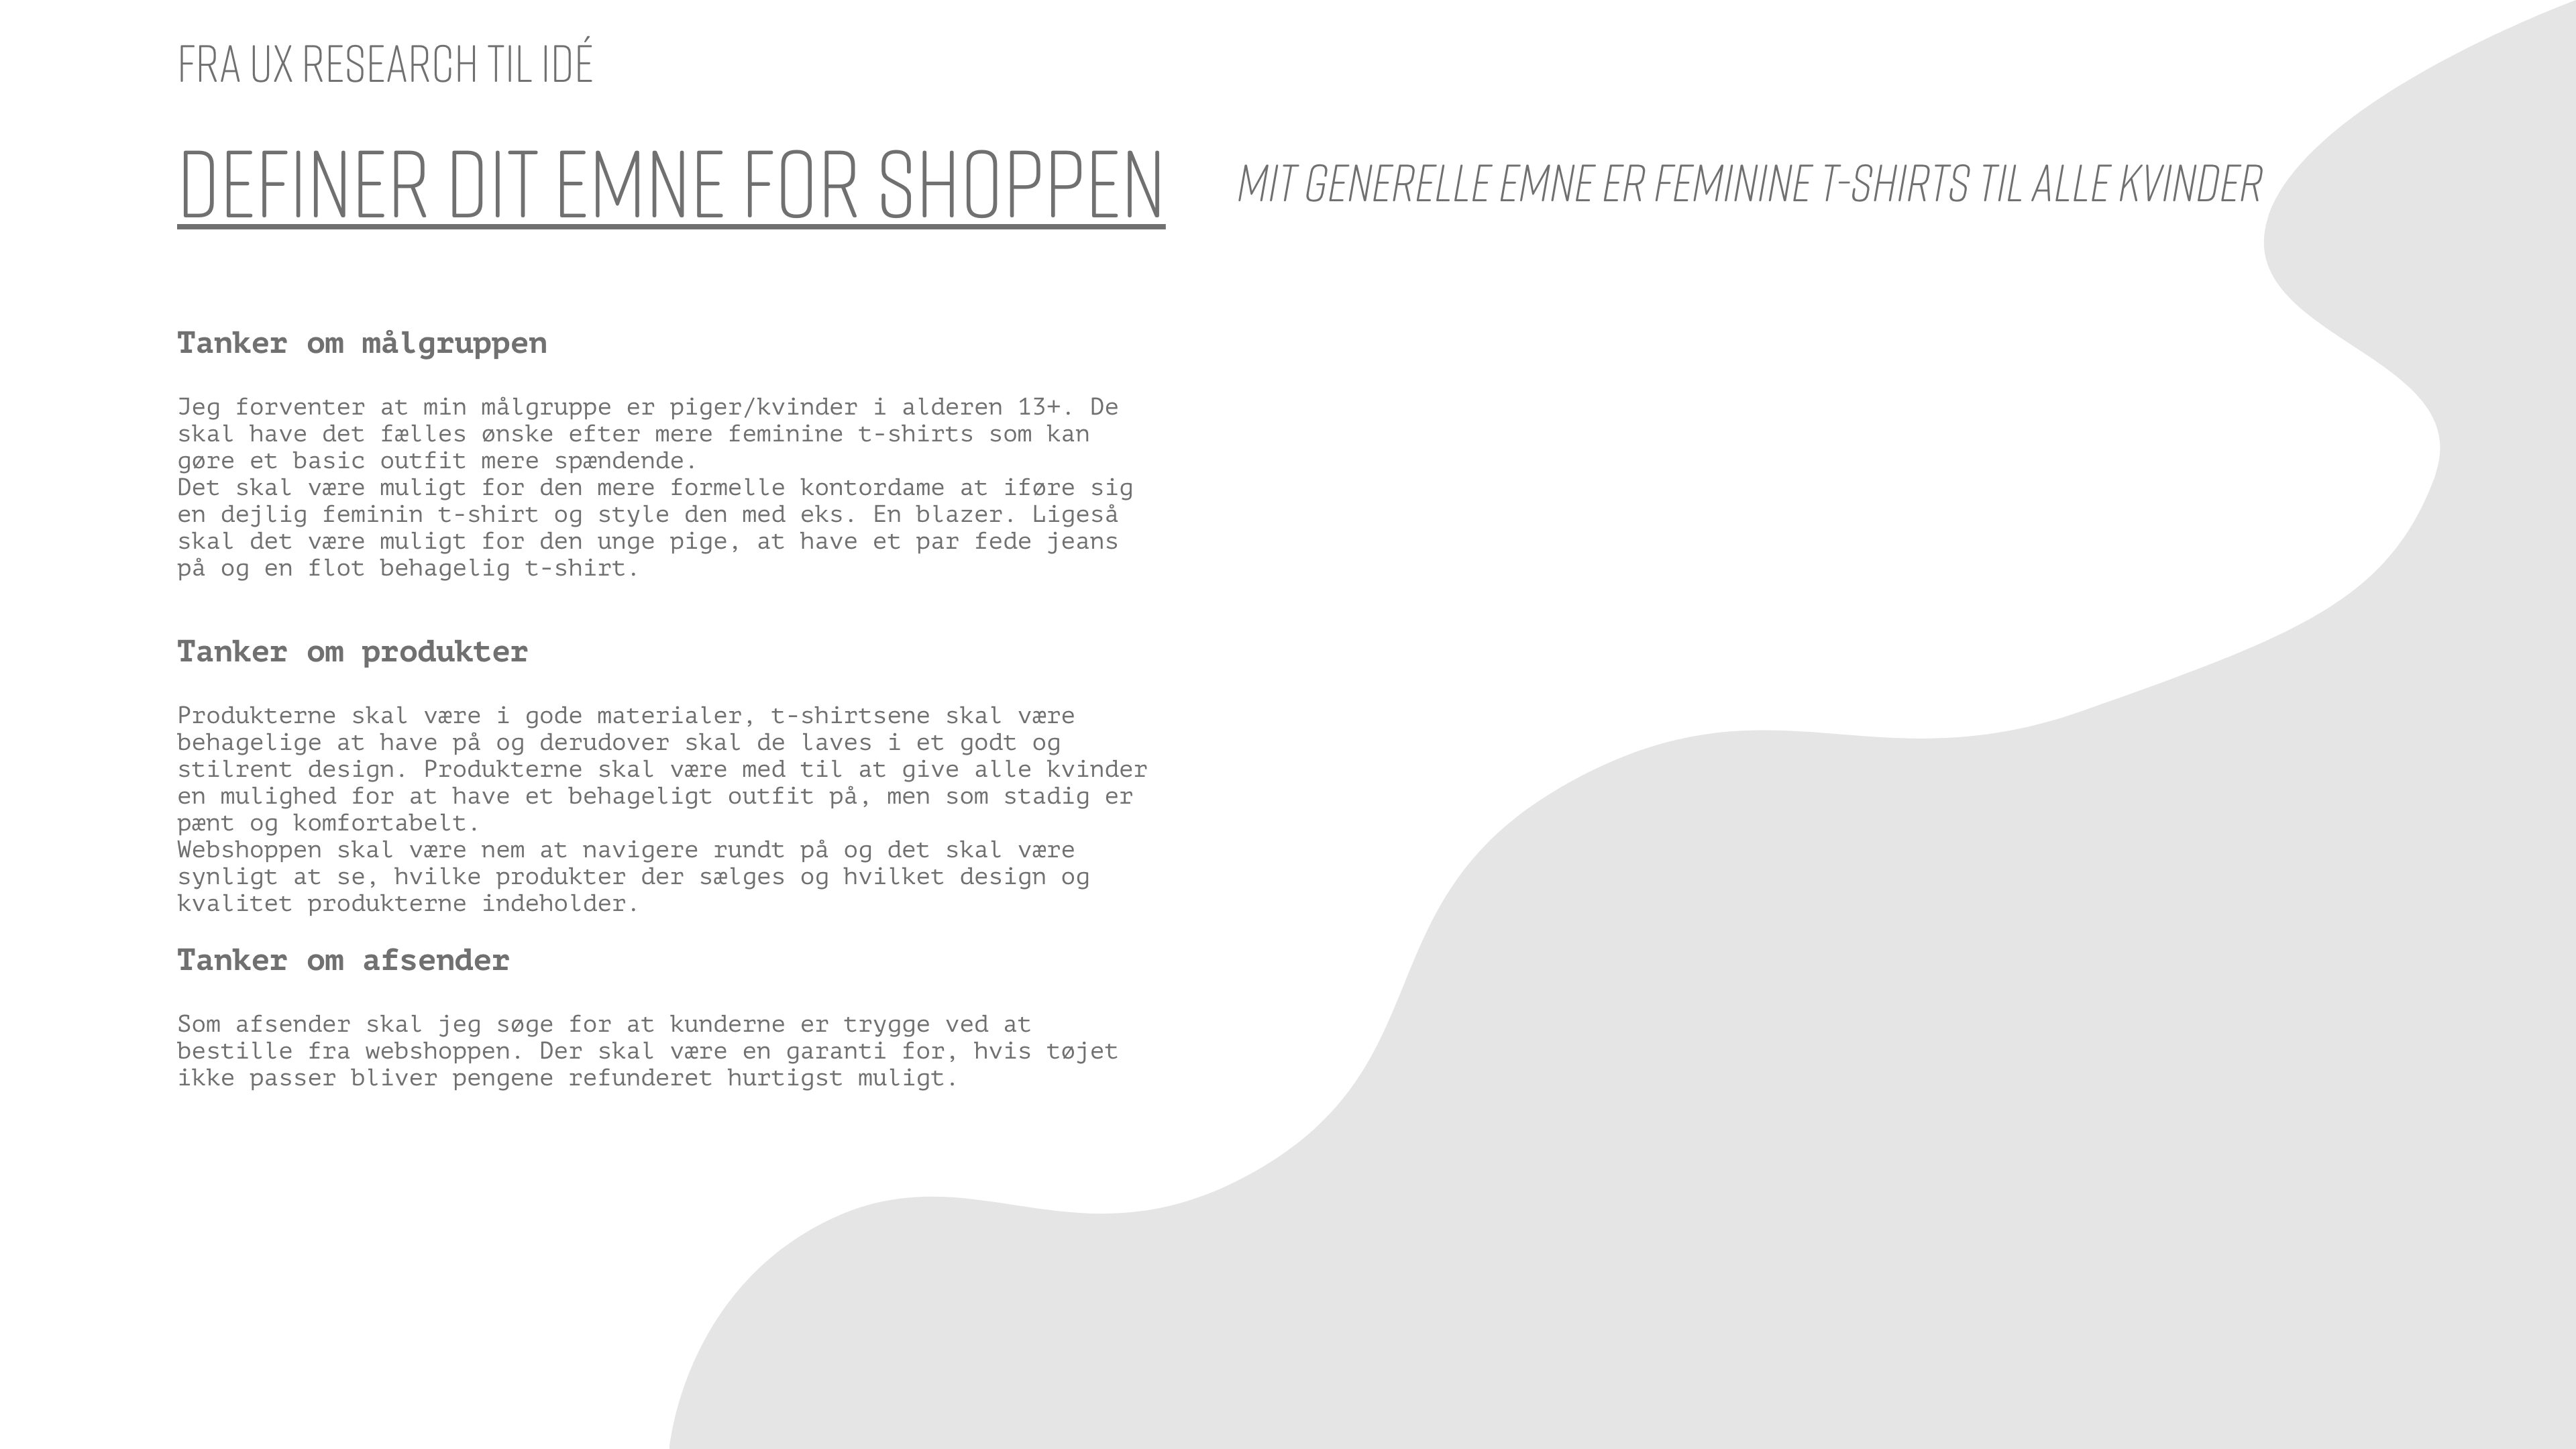 FRA UX RESEARCH TIL IDÉ
DEFINER DIT EMNE FOR SHOPPEN
MIT GENERELLE EMNE ER FEMININE T-SHIRTS TIL ALLE KVINDER
Tanker om målgruppen
Jeg forventer at min målgruppe er piger/kvinder i alderen 13+. De
skal have det fælles ønske efter mere feminine t-shirts som kan
gøre et basic outfit mere spændende.
Det skal være muligt for den mere formelle kontordame at iføre sig
en dejlig feminin t-shirt og style den med eks. En blazer. Ligeså
skal det være muligt for den unge pige, at have et par fede jeans
på og en flot behagelig t-shirt.
Tanker om produkter
Produkterne skal være i gode materialer, t-shirtsene skal være
behagelige at have på og derudover skal de laves i et godt og
stilrent design. Produkterne skal være med til at give alle kvinder
en mulighed for at have et behageligt outfit på, men som stadig er
pænt og komfortabelt.
Webshoppen skal være nem at navigere rundt på og det skal være
synligt at se, hvilke produkter der sælges og hvilket design og
kvalitet produkterne indeholder.
Tanker om afsender
Som afsender skal jeg søge for at kunderne er trygge ved at
bestille fra webshoppen. Der skal være en garanti for, hvis tøjet
ikke passer bliver pengene refunderet hurtigst muligt.